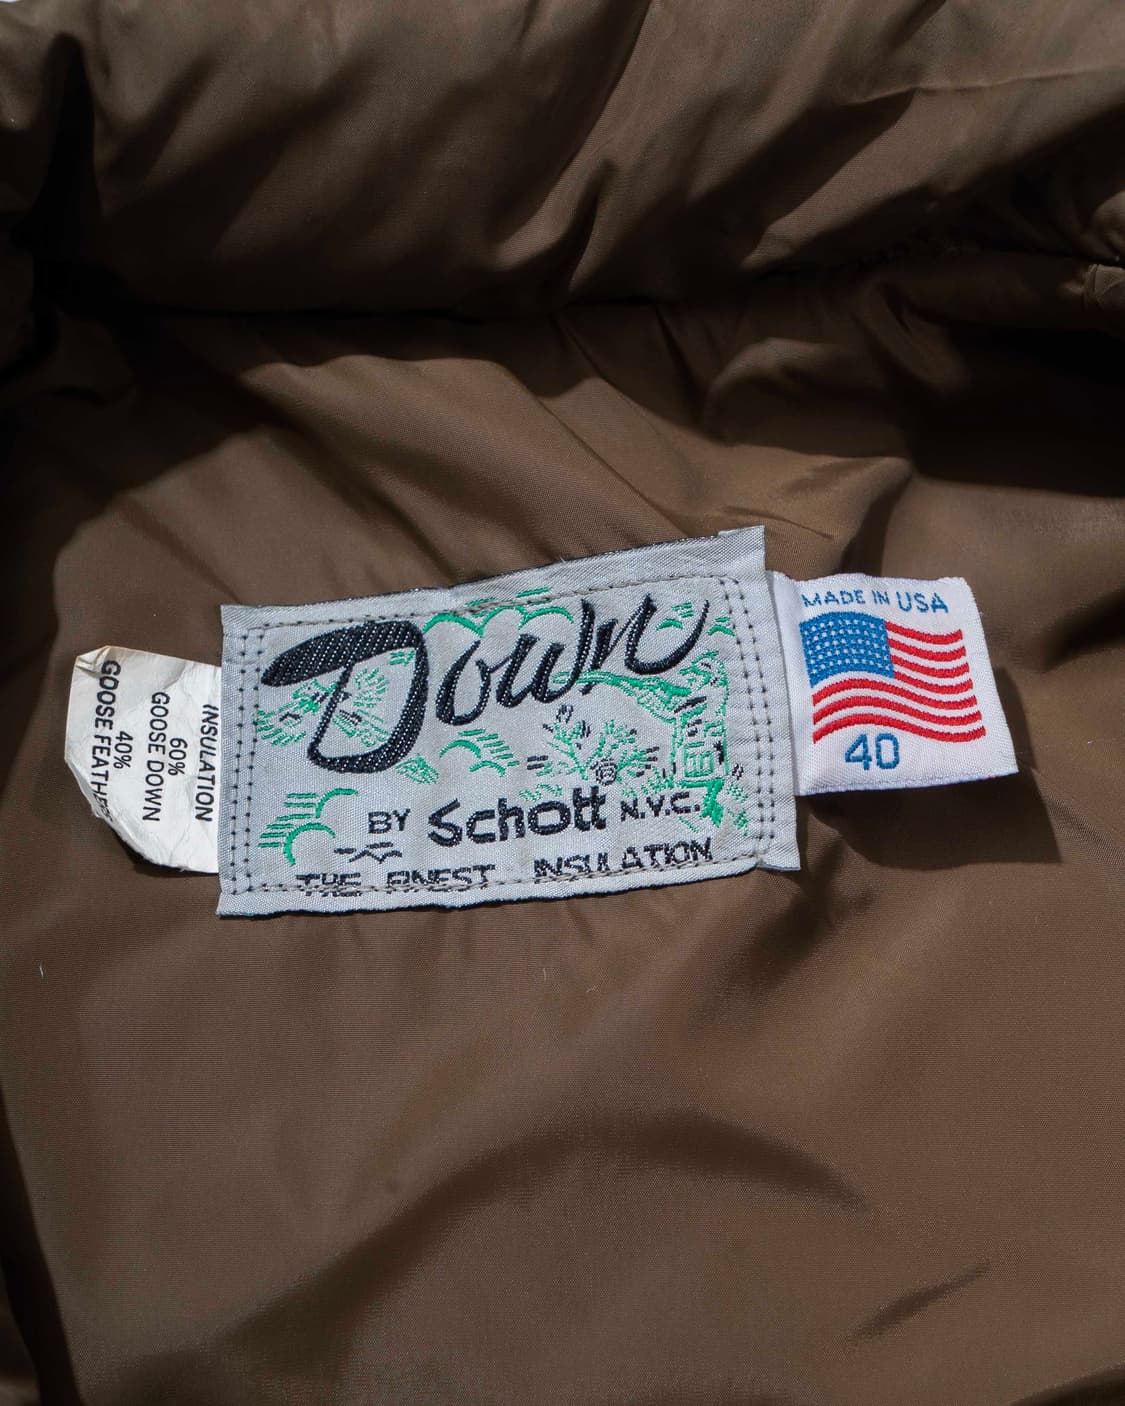 INSULATION
60%
GOOSE DOWN
40%
GOOSE FEATHERS
Down
BY Schott N.Y.C.
THE FINEST INSULATION
MADE IN USA
40